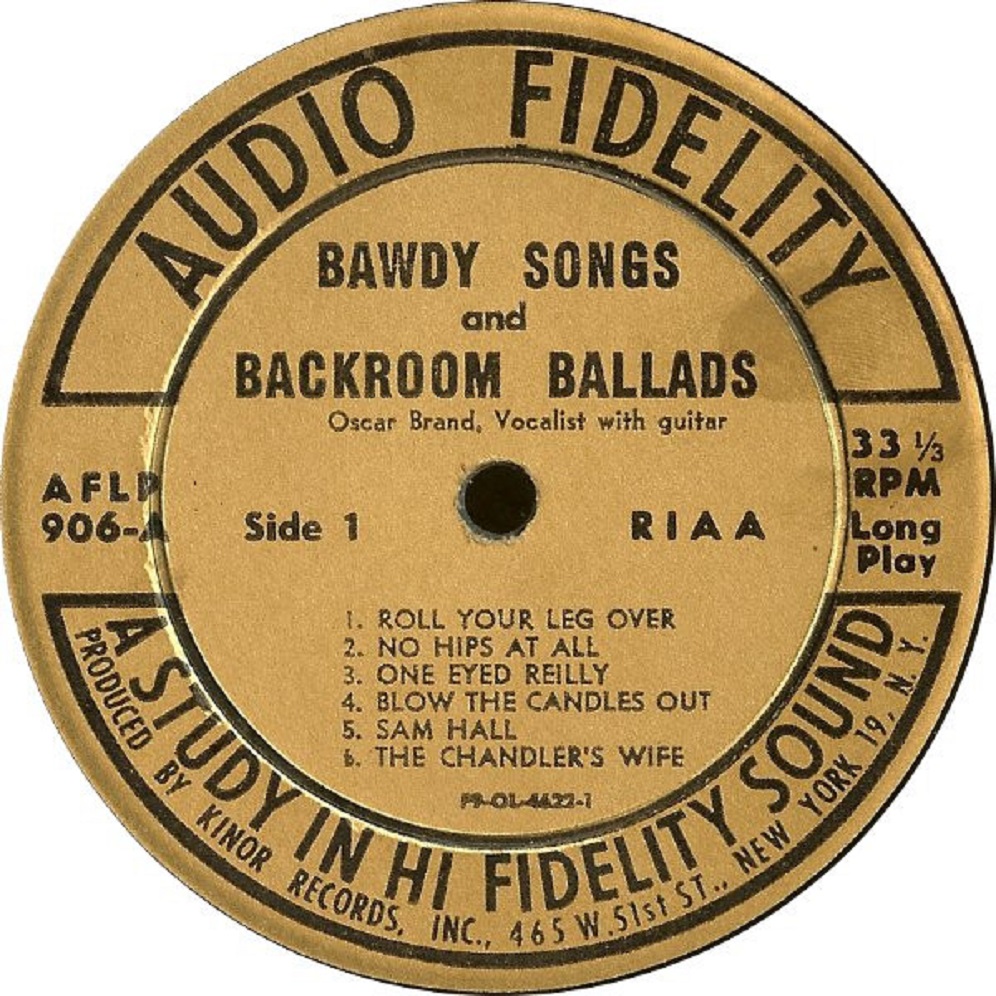 AUDIO FIDELITY
BAWDY SONGS
and
BACKROOM BALLADS
Oscar Brand, Vocalist with guitar
AFLP
906-A
Side 1
RIAA
33 ⅓
RPM
Long
Play
1. ROLL YOUR LEG OVER
2. NO HIPS AT ALL
3. ONE EYED REILLY
4. BLOW THE CANDLES OUT
5. SAM HALL
6. THE CHANDLER'S WIFE
A STUDY IN HI FIDELITY SOUND
PRODUCED BY KINOR RECORDS, INC., 465 W. 51st ST., NEW YORK 19, N. Y.